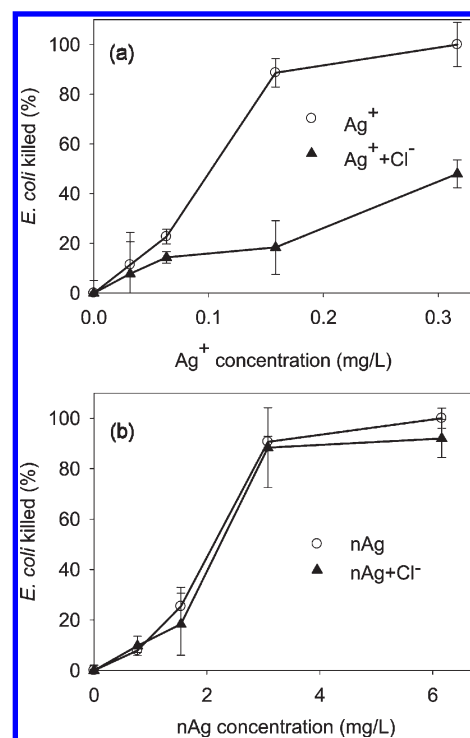 (a)
100
80
60
40
20
0
E. coli killed (%)
Ag⁺
Ag⁺+Cl⁻
0.0 0.1 0.2 0.3
Ag⁺ concentration (mg/L)
(b)
100
80
60
40
20
0
E. coli killed (%)
nAg
nAg+Cl⁻
0 2 4 6
nAg concentration (mg/L)